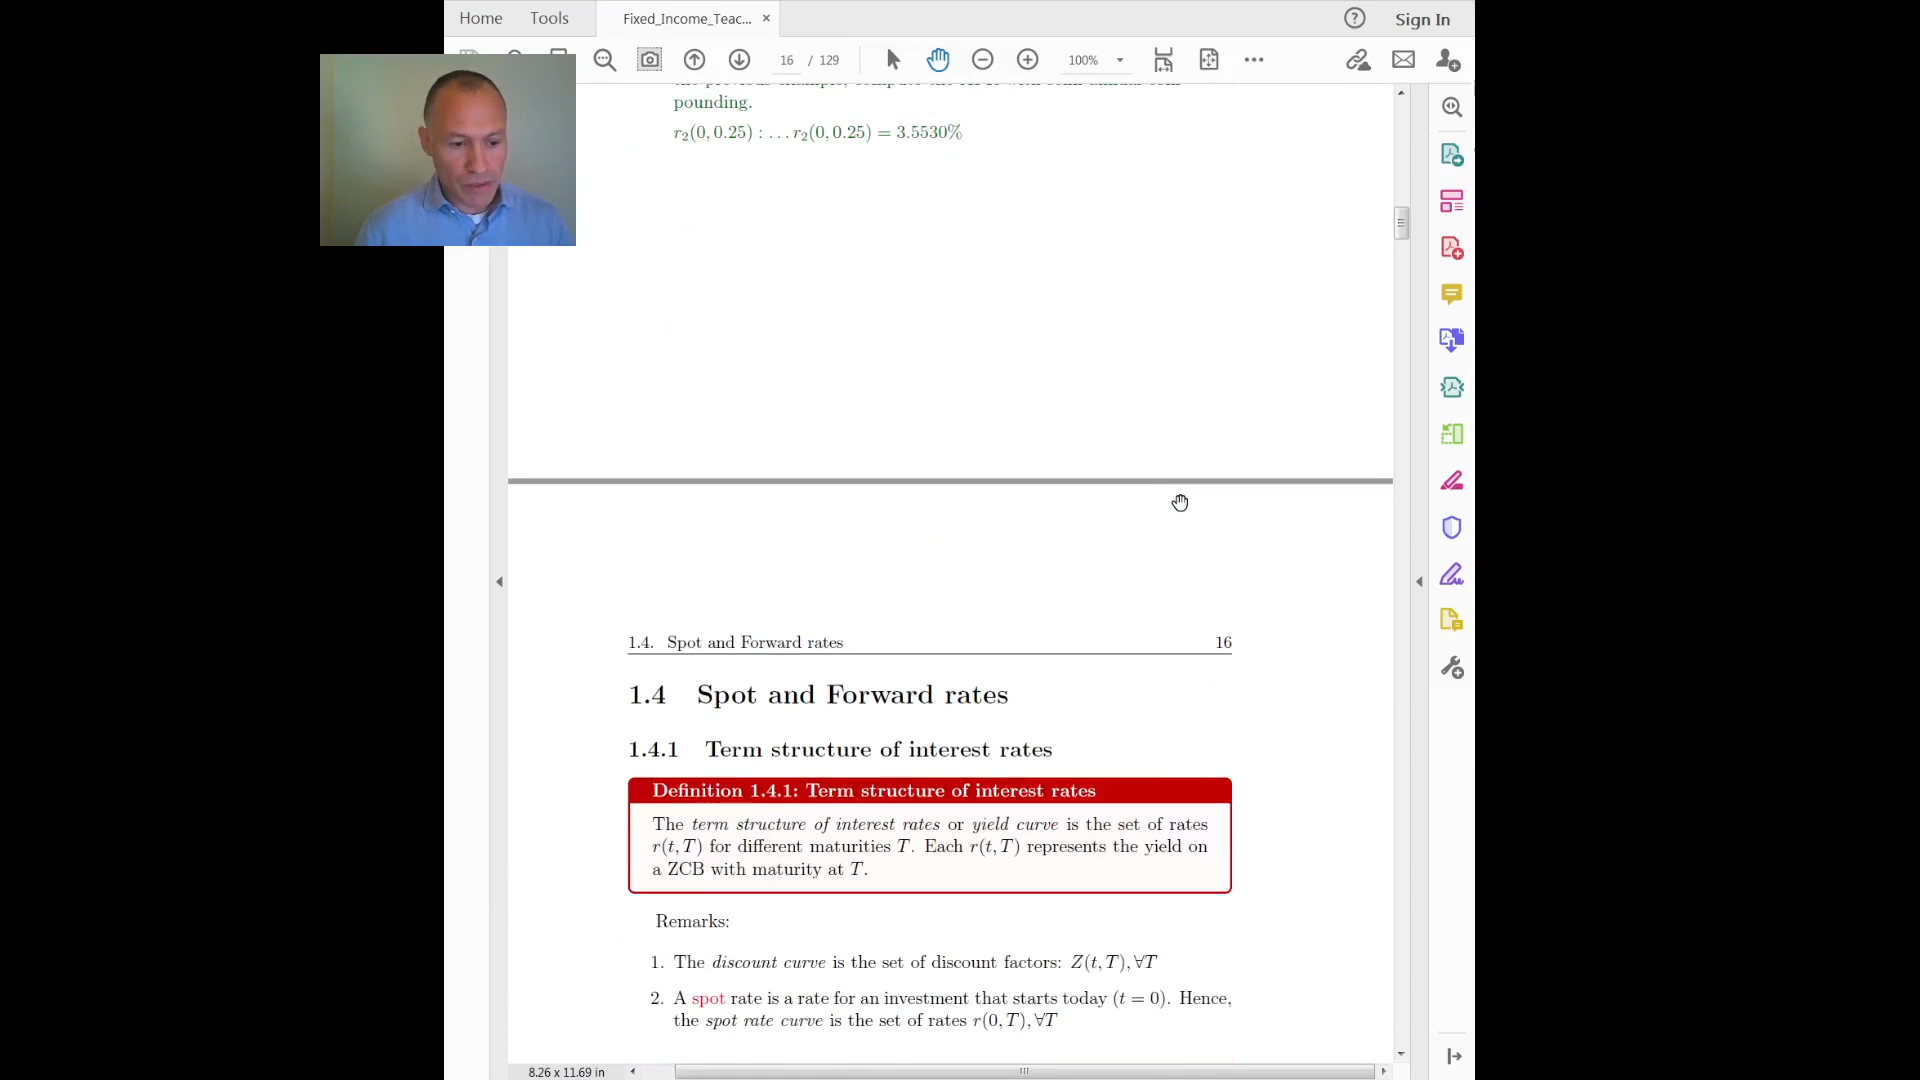 Home Tools Fixed_Income_Teac... × Sign In
16 / 129 100%
pounding.
r₂(0, 0.25) : . . . r₂(0, 0.25) = 3.5530%
1.4. Spot and Forward rates 16
1.4 Spot and Forward rates
1.4.1 Term structure of interest rates
Definition 1.4.1: Term structure of interest rates
The term structure of interest rates or yield curve is the set of rates
r(t, T) for different maturities T. Each r(t, T) represents the yield on
a ZCB with maturity at T.
Remarks:
1. The discount curve is the set of discount factors: Z(t, T), ∀T
2. A spot rate is a rate for an investment that starts today (t = 0). Hence,
the spot rate curve is the set of rates r(0, T), ∀T
8.26 x 11.69 in